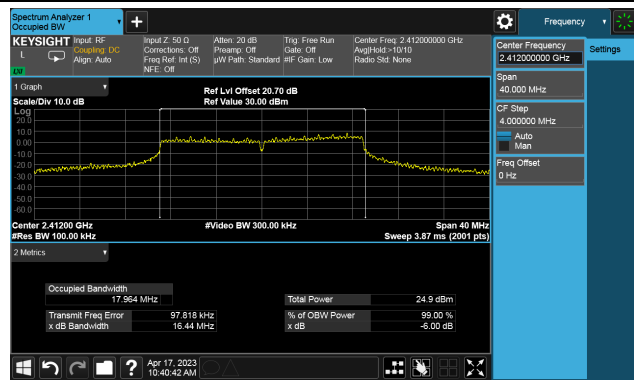 Spectrum Analyzer 1
Occupied BW
Frequency
KEYSIGHT
L
LXI
Input: RF
Coupling: DC
Align: Auto
Input Z: 50 Ω
Corrections: Off
Freq Ref: Int (S)
NFE: Off
Atten: 20 dB
Preamp: Off
µW Path: Standard
Trig: Free Run
Gate: Off
#IF Gain: Low
Center Freq: 2.412000000 GHz
Avg|Hold:>10/10
Radio Std: None
Center Frequency
2.412000000 GHz
Settings
Span
40.000 MHz
CF Step
4.000000 MHz
Auto
Man
Freq Offset
0 Hz
1 Graph
Scale/Div 10.0 dB
Ref Lvl Offset 20.70 dB
Ref Value 30.00 dBm
Log
20.0
10.0
0.00
-10.0
-20.0
-30.0
-40.0
-50.0
-60.0
Center 2.41200 GHz
#Res BW 100.00 kHz
#Video BW 300.00 kHz
Span 40 MHz
Sweep 3.87 ms (2001 pts)
2 Metrics
Occupied Bandwidth
17.964 MHz
Total Power 24.9 dBm
Transmit Freq Error 97.818 kHz
% of OBW Power 99.00 %
x dB Bandwidth 16.44 MHz
x dB -6.00 dB
Apr 17, 2023
10:40:42 AM